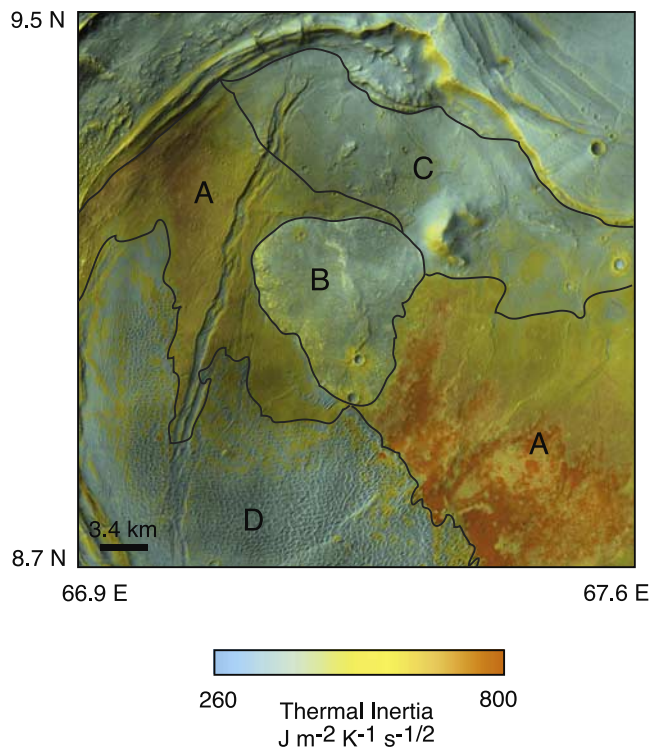 9.5 N
C
A
B
A
D
3.4 km
8.7 N
66.9 E 67.6 E
260 800
Thermal Inertia
J m-2 K-1 s-1/2